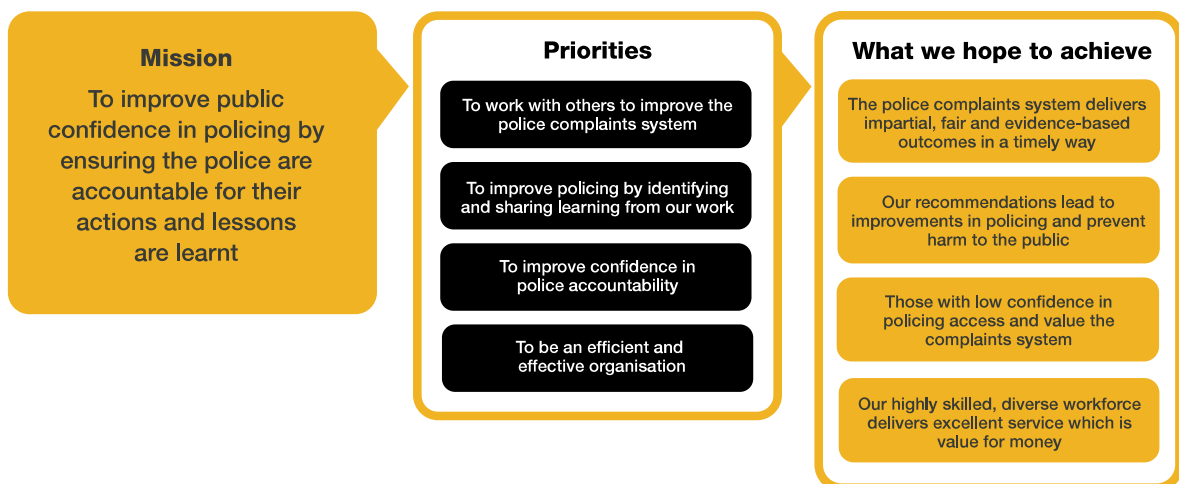 Mission
To improve public
confidence in policing by
ensuring the police are
accountable for their
actions and lessons
are learnt
Priorities
To work with others to improve the
police complaints system
To improve policing by identifying
and sharing learning from our work
To improve confidence in
police accountability
To be an efficient and
effective organisation
What we hope to achieve
The police complaints system delivers
impartial, fair and evidence-based
outcomes in a timely way
Our recommendations lead to
improvements in policing and prevent
harm to the public
Those with low confidence in
policing access and value the
complaints system
Our highly skilled, diverse workforce
delivers excellent service which is
value for money